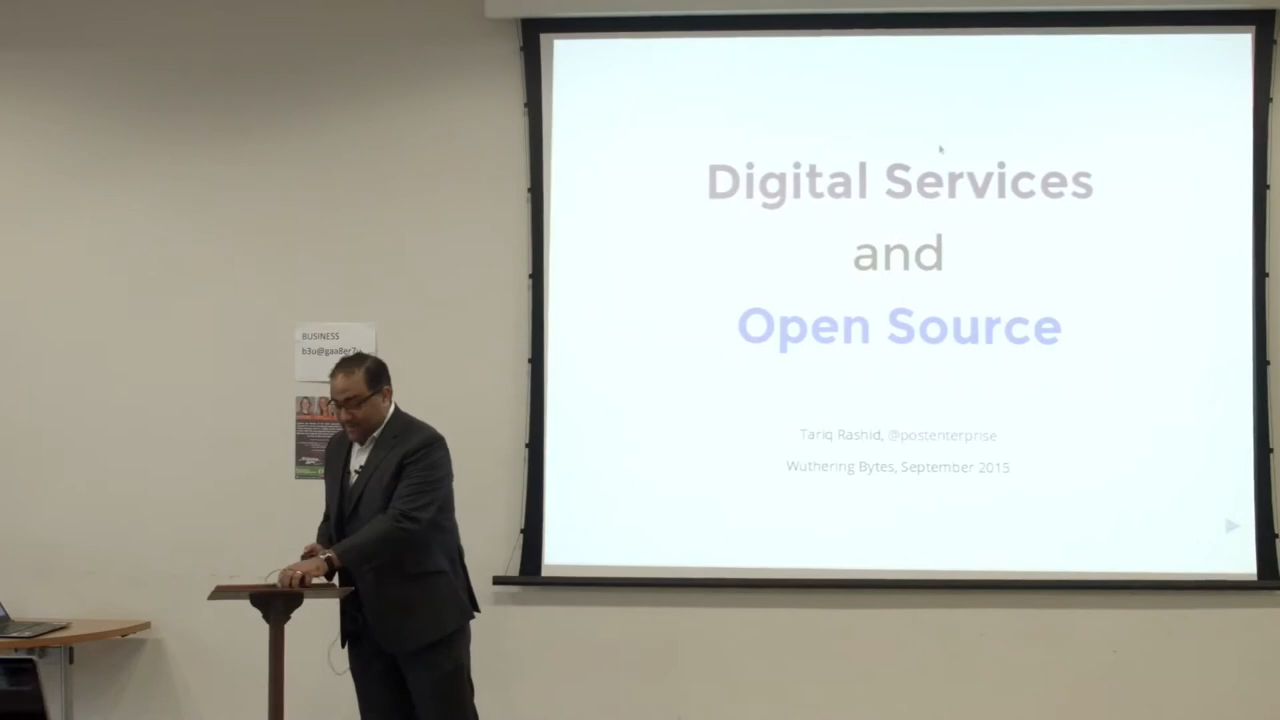 Digital Services
and
Open Source
Tariq Rashid, @postenterprise
Wuthering Bytes, September 2015
BUSINESS